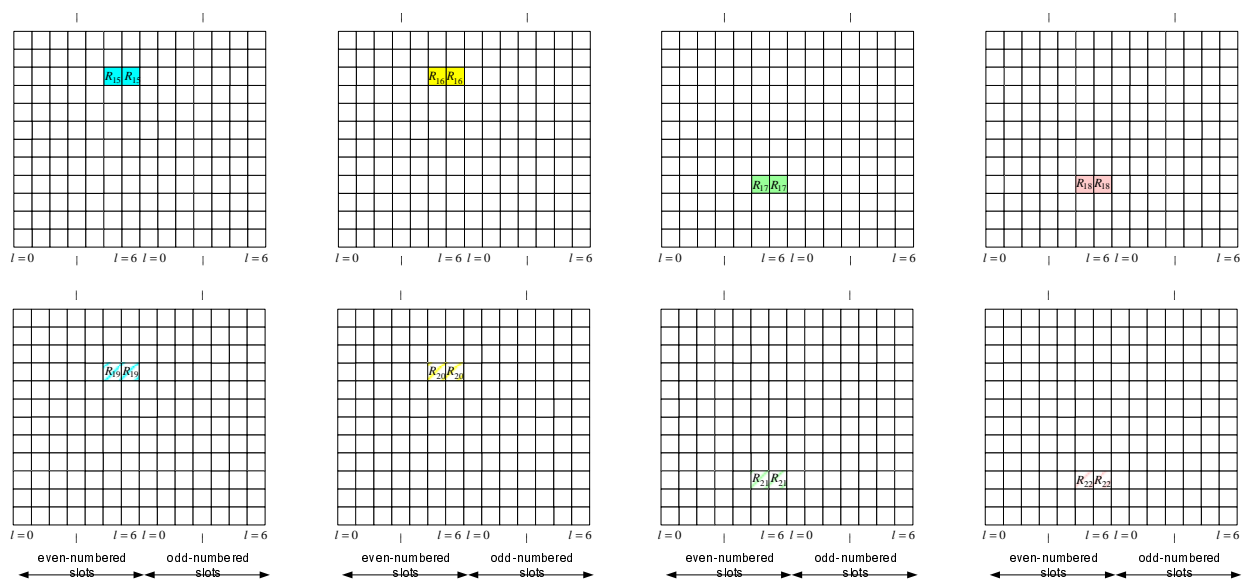 R15 R15 R16 R16 R17 R17 R18 R18
l = 0 l = 6 l = 0 l = 6 l = 0 l = 6 l = 0 l = 6 l = 0 l = 6 l = 0 l = 6 l = 0 l = 6 l = 0 l = 6
R19 R19 R20 R20 R21 R21 R22 R22
l = 0 l = 6 l = 0 l = 6 l = 0 l = 6 l = 0 l = 6 l = 0 l = 6 l = 0 l = 6 l = 0 l = 6 l = 0 l = 6
even-numbered odd-numbered even-numbered odd-numbered even-numbered odd-numbered even-numbered odd-numbered
slots slots slots slots slots slots slots slots